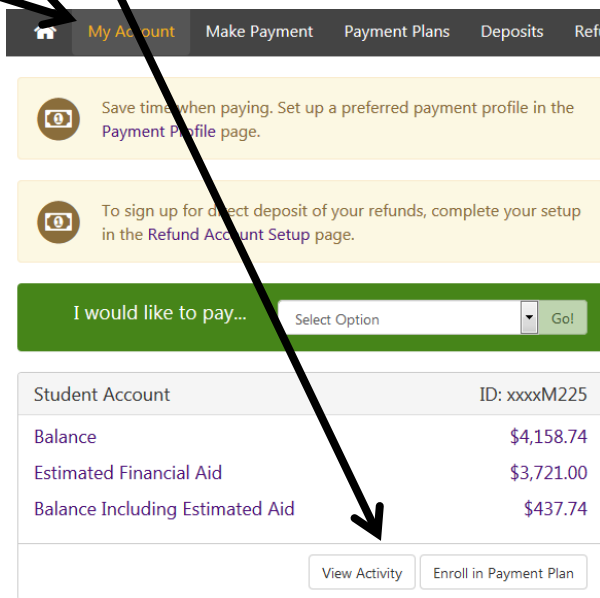 My Account Make Payment Payment Plans Deposits Refu
Save time when paying. Set up a preferred payment profile in the
Payment Profile page.
To sign up for direct deposit of your refunds, complete your setup
in the Refund Account Setup page.
I would like to pay... Select Option Go!
Student Account ID: xxxxM225
Balance $4,158.74
Estimated Financial Aid $3,721.00
Balance Including Estimated Aid $437.74
View Activity Enroll in Payment Plan